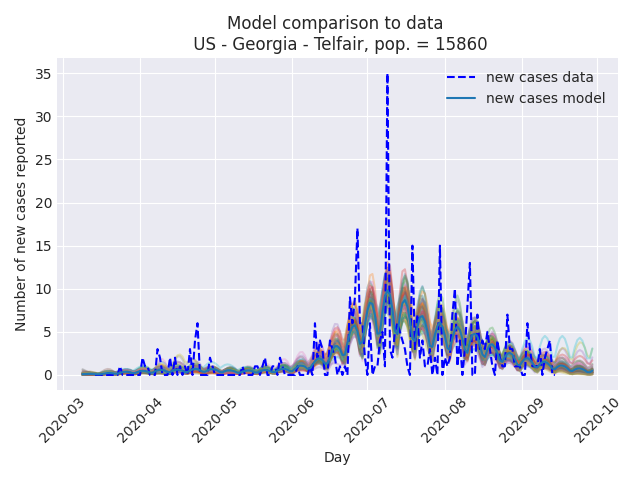 Model comparison to data
US - Georgia - Telfair, pop. = 15860
new cases data
new cases model
Number of new cases reported
35
30
25
20
15
10
5
0
2020-03
2020-04
2020-05
2020-06
2020-07
2020-08
2020-09
2020-10
Day